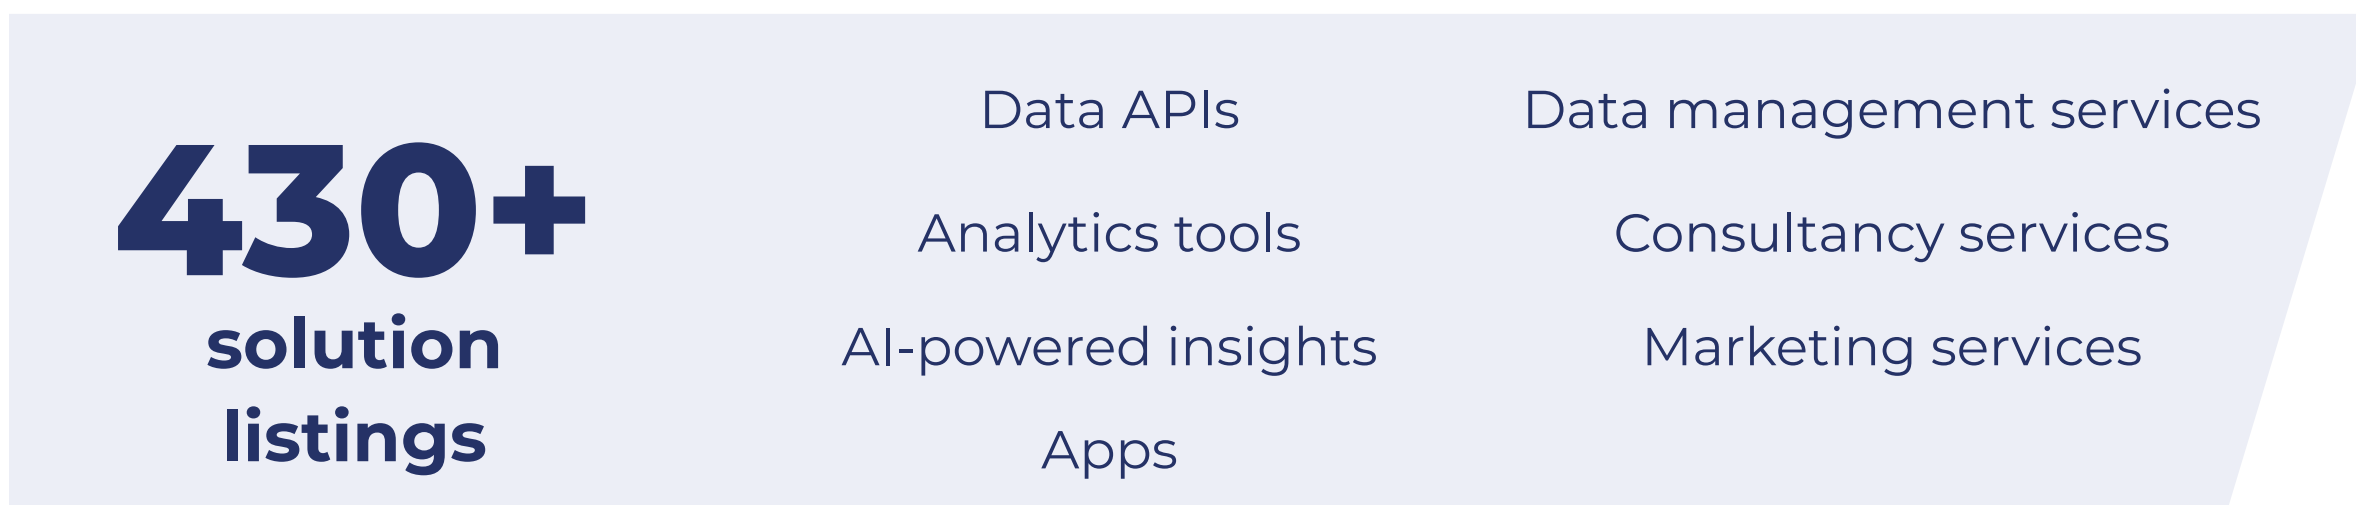 430+
solution
listings
Data APIs
Analytics tools
AI-powered insights
Apps
Data management services
Consultancy services
Marketing services